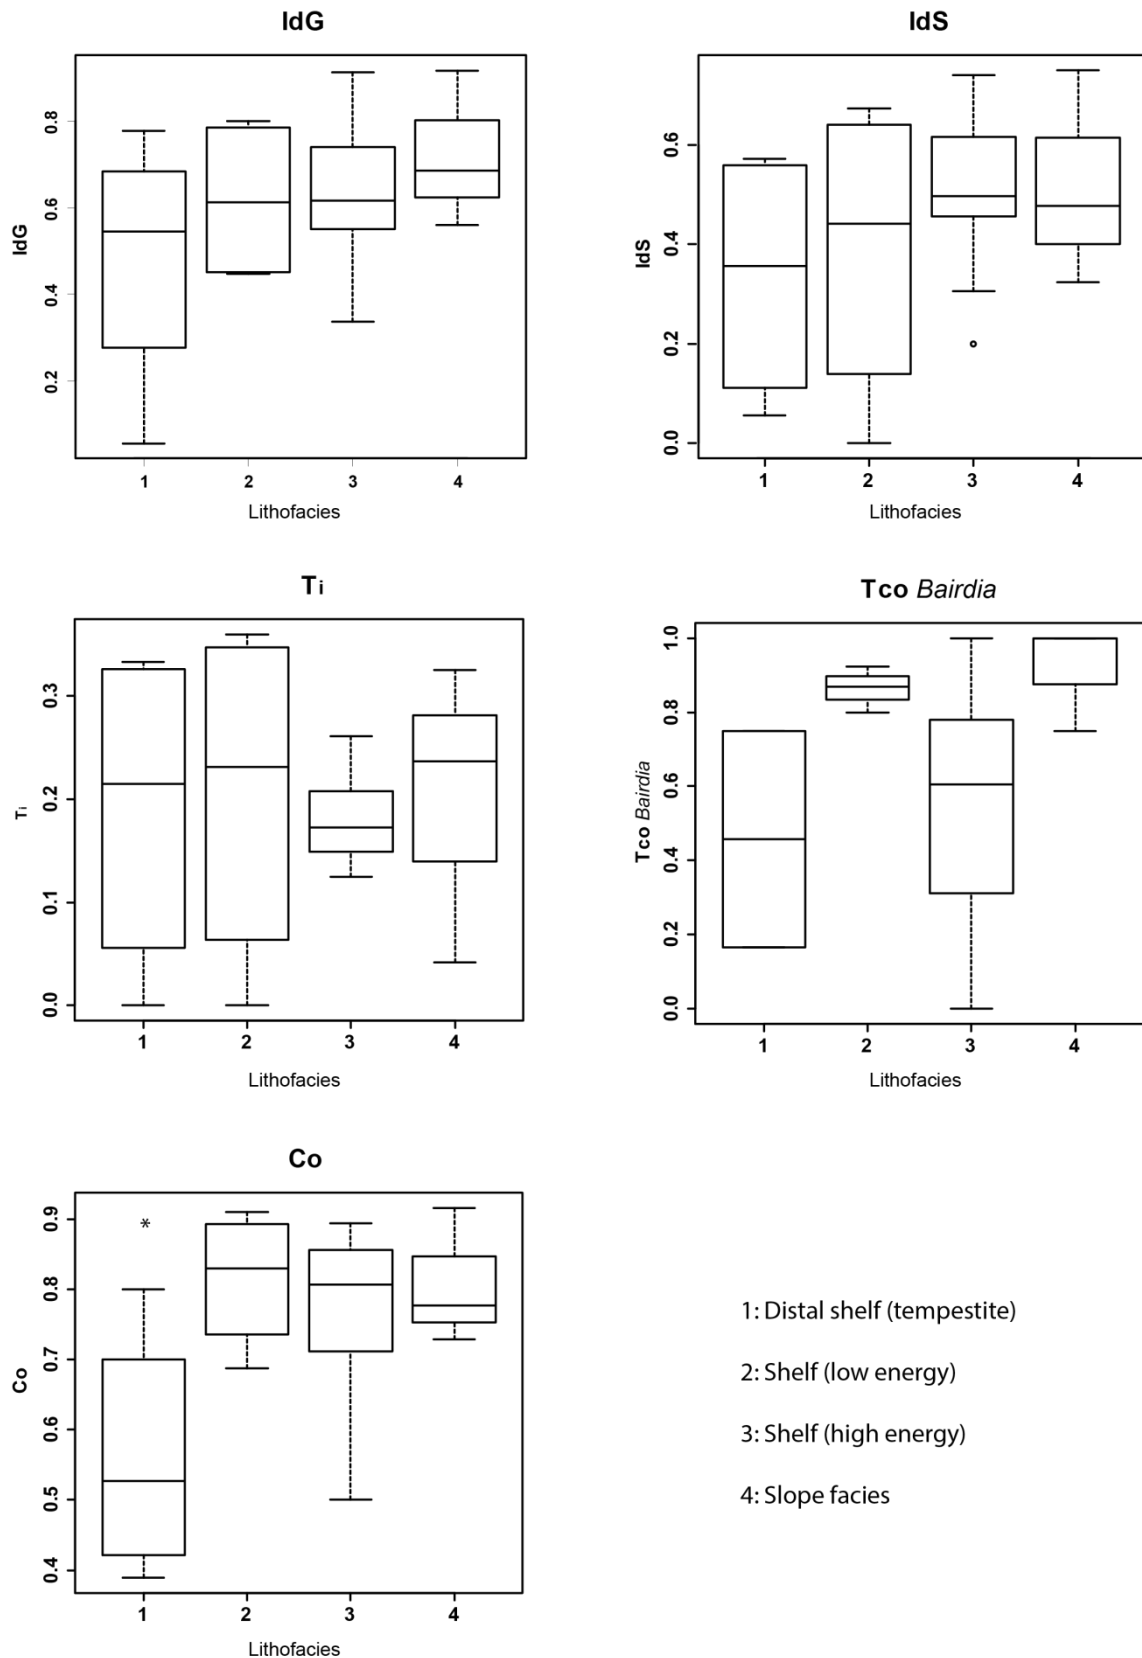 IdG
IdG
0.8
0.6
0.4
0.2
1 2 3 4
Lithofacies
IdS
IdS
0.6
0.4
0.2
0.0
1 2 3 4
Lithofacies
Ti
Ti
0.3
0.2
0.1
0.0
1 2 3 4
Lithofacies
Tco Bairdia
Tco Bairdia
1.0
0.8
0.6
0.4
0.2
0.0
1 2 3 4
Lithofacies
Co
Co
0.9
0.8
0.7
0.6
0.5
0.4
*
1 2 3 4
Lithofacies
1: Distal shelf (tempestite)
2: Shelf (low energy)
3: Shelf (high energy)
4: Slope facies